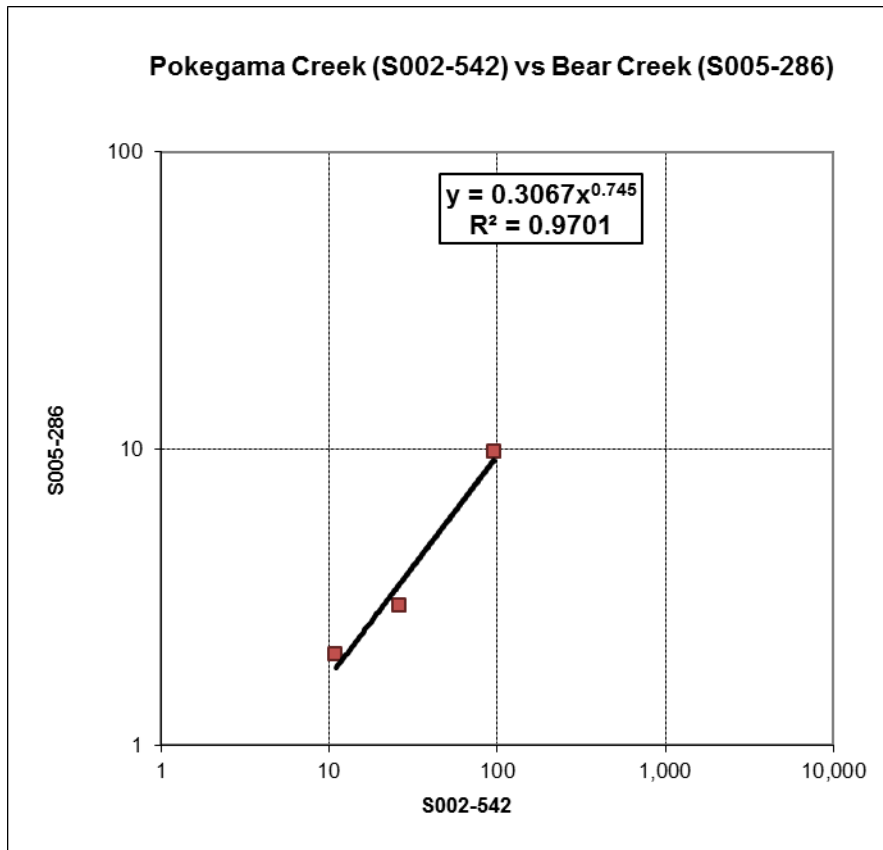 Pokegama Creek (S002-542) vs Bear Creek (S005-286)
100
y = 0.3067x^0.745
R² = 0.9701
S005-286
10
1
1 10 100 1,000 10,000
S002-542